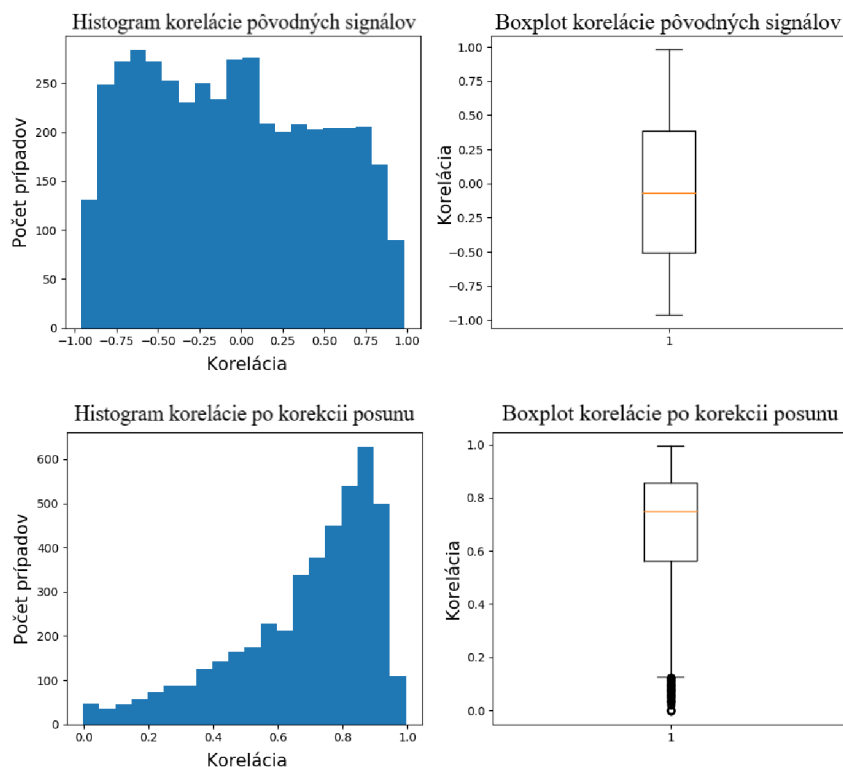 Histogram korelácie pôvodných signálov
250
200
150
100
50
0
Počet prípadov
−1.00 −0.75 −0.50 −0.25 0.00 0.25 0.50 0.75 1.00
Korelácia
Boxplot korelácie pôvodných signálov
1.00
0.75
0.50
0.25
0.00
0.25
−0.50
−0.75
−1.00
Korelácia
1
Histogram korelácie po korekcii posunu
600
500
400
300
200
100
0
Počet prípadov
0.0 0.2 0.4 0.6 0.8 1.0
Korelácia
Boxplot korelácie po korekcii posunu
1.0
0.8
0.6
0.4
0.2
0.0
Korelácia
1